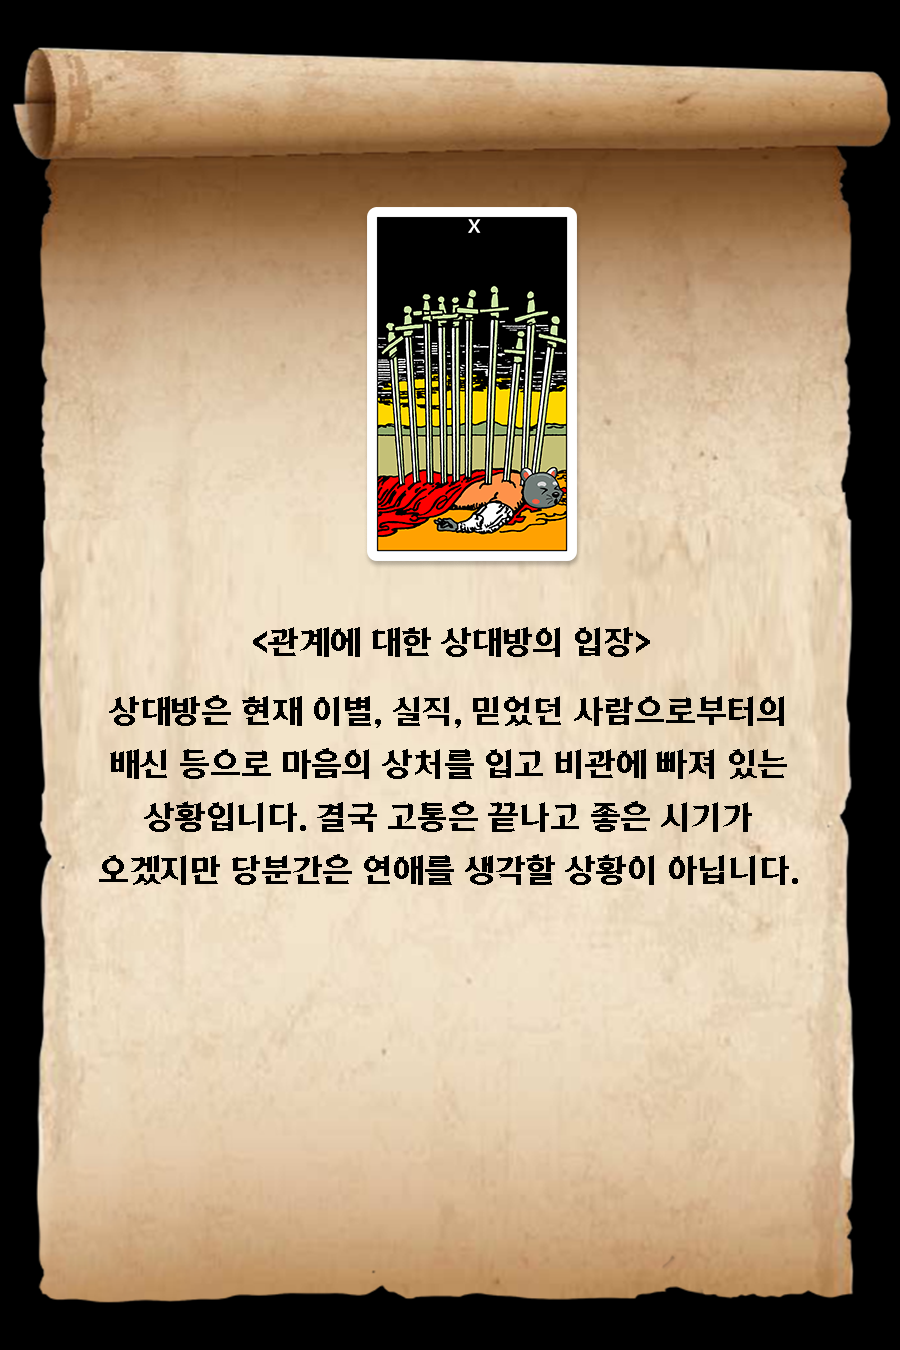 X
<관계에 대한 상대방의 입장>
상대방은 현재 이별, 실직, 믿었던 사람으로부터의
배신 등으로 마음의 상처를 입고 비관에 빠져 있는
상황입니다. 결국 고통은 끝나고 좋은 시기가
오겠지만 당분간은 연애를 생각할 상황이 아닙니다.